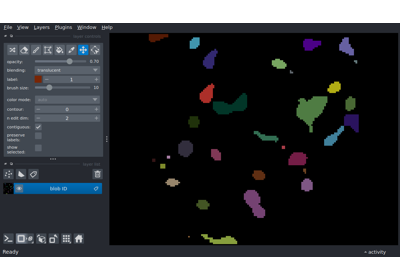 File View Layers Plugins Window Help
opacity: 0.70
blending: translucent
label: 1
brush size: 10
color mode:
contour: 0
n edit dim: 2
contiguous:
preserve labels:
show selected:
blob ID
Ready activity